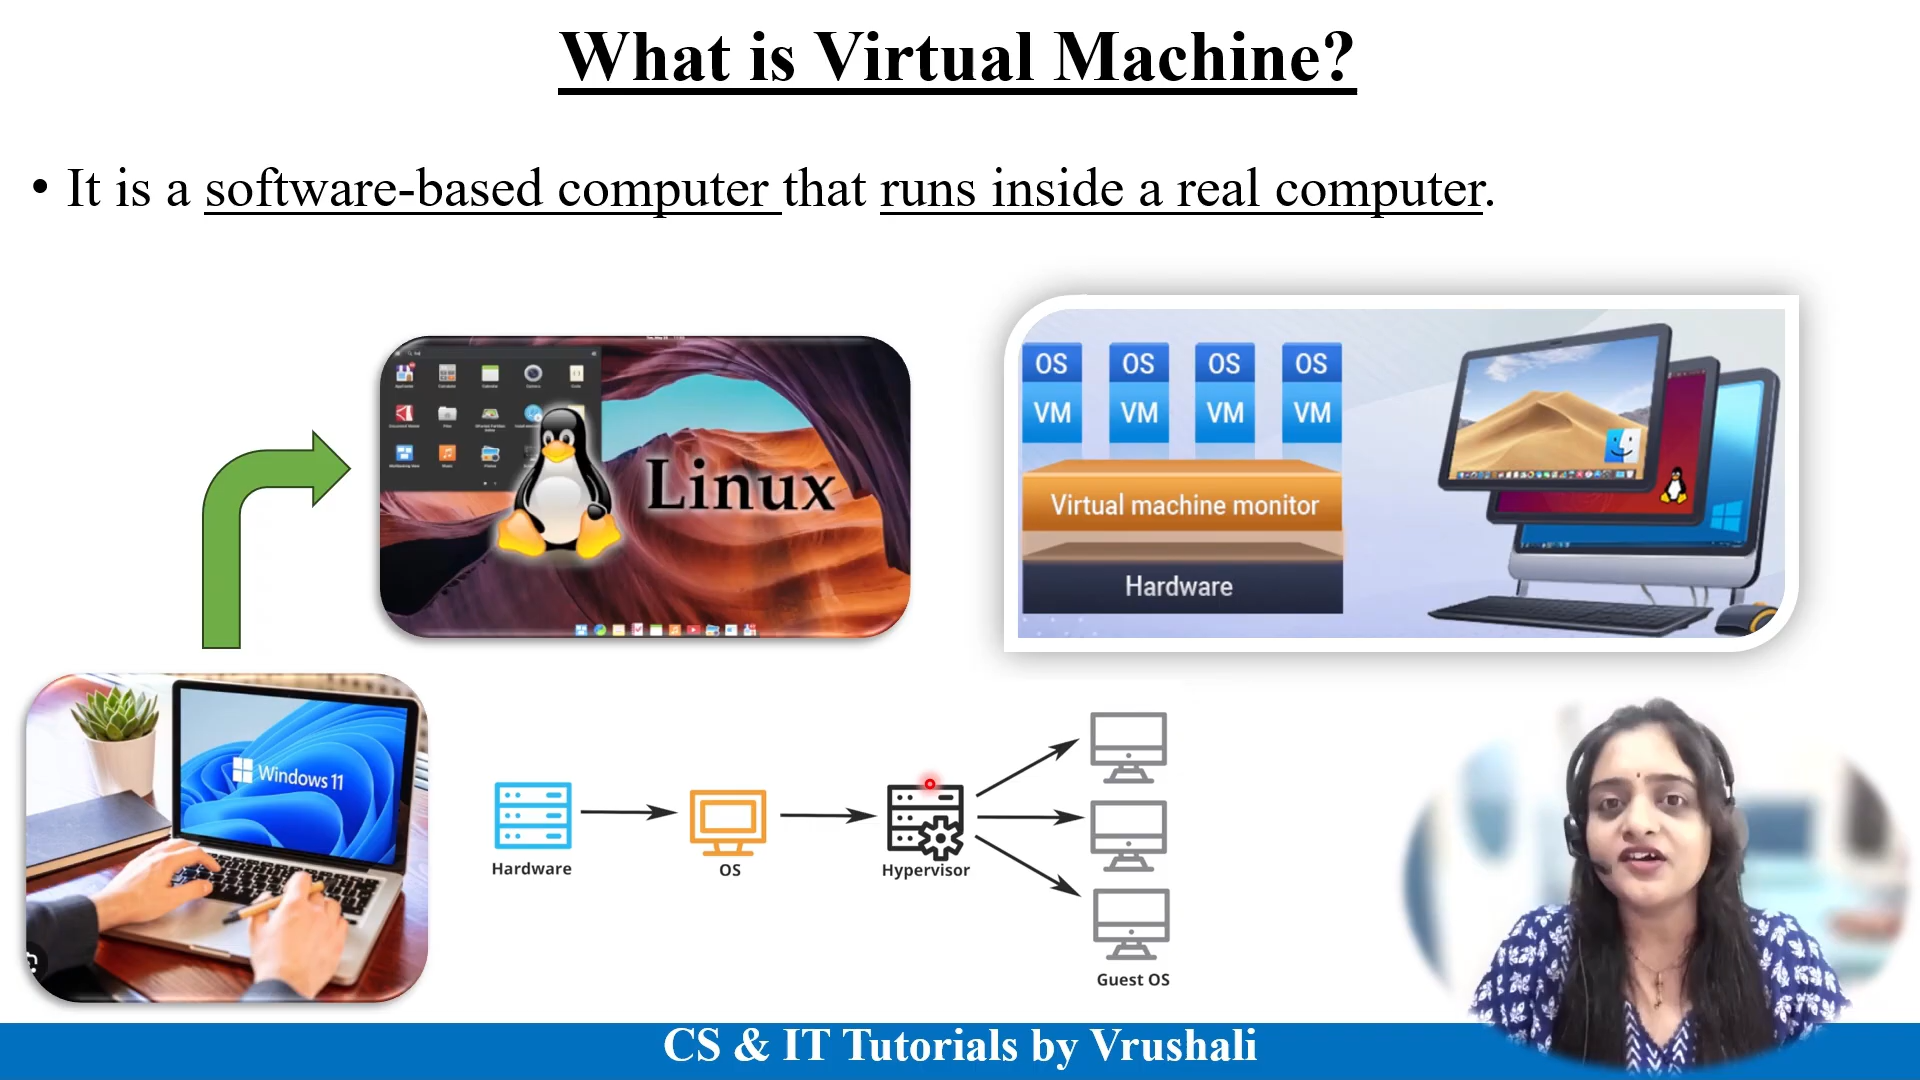 What is Virtual Machine?
• It is a software-based computer that runs inside a real computer.
Linux
OS OS OS OS
VM VM VM VM
Virtual machine monitor
Hardware
Windows 11
Hardware
OS
Hypervisor
Guest OS
CS & IT Tutorials by Vrushali